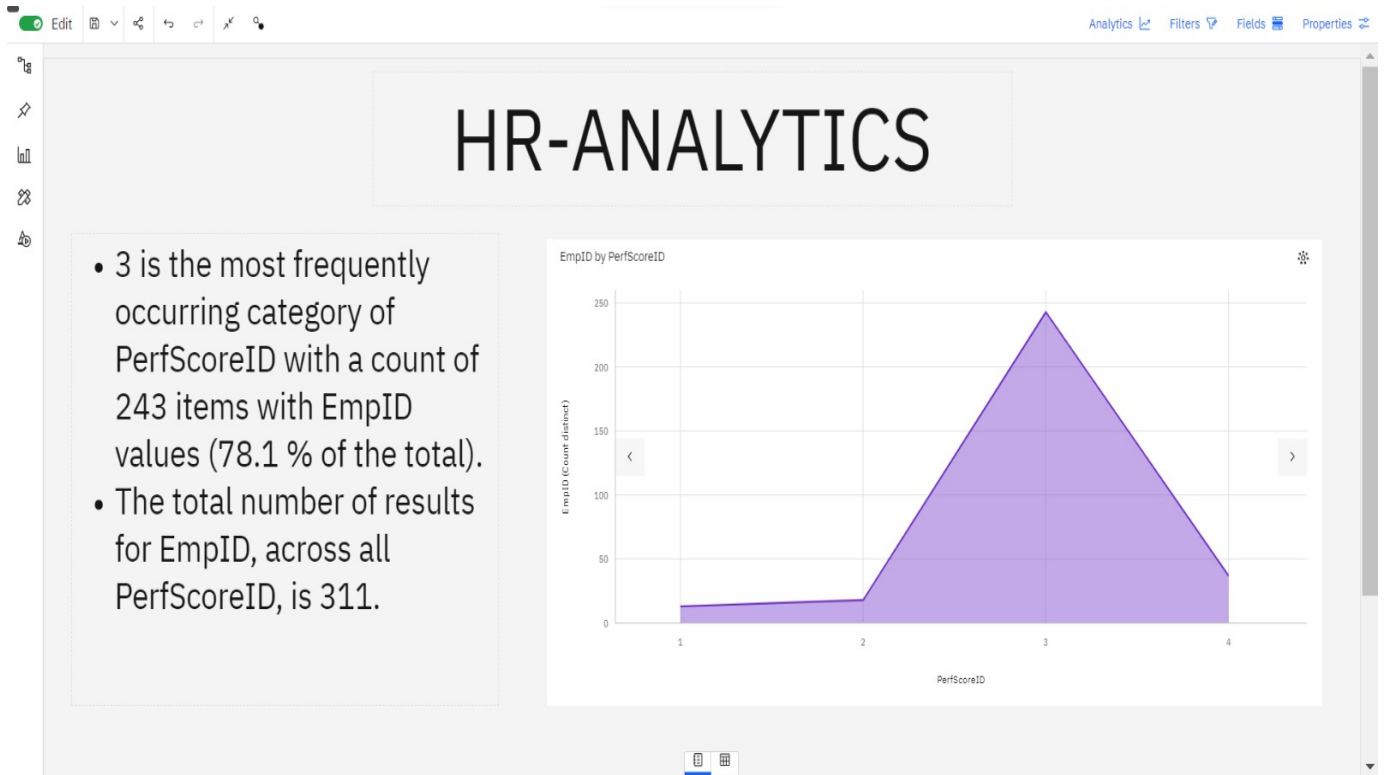 Edit
Analytics Filters Fields Properties
HR-ANALYTICS
• 3 is the most frequently
occurring category of
PerfScoreID with a count of
243 items with EmpID
values (78.1 % of the total).
• The total number of results
for EmpID, across all
PerfScoreID, is 311.
EmpID by PerfScoreID
EmpID (Count distinct)
250
200
150
100
50
0
1 2 3 4
PerfScoreID